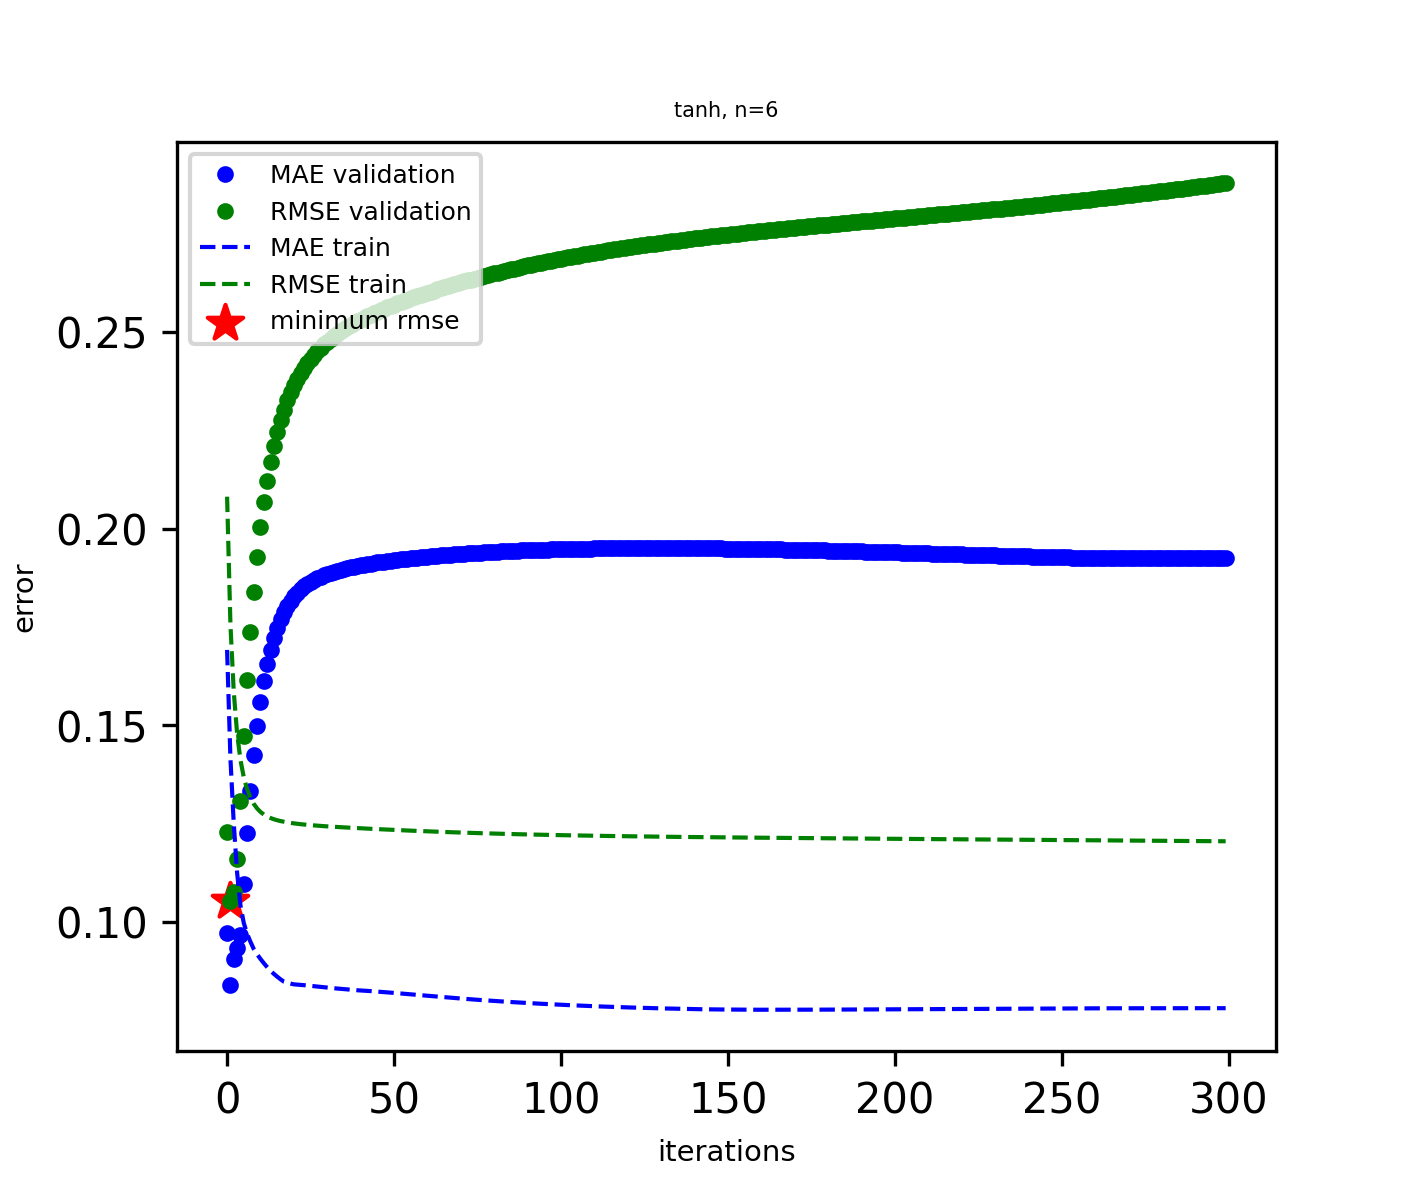 tanh, n=6
MAE validation
RMSE validation
MAE train
RMSE train
minimum rmse
error
0.25
0.20
0.15
0.10
0 50 100 150 200 250 300
iterations